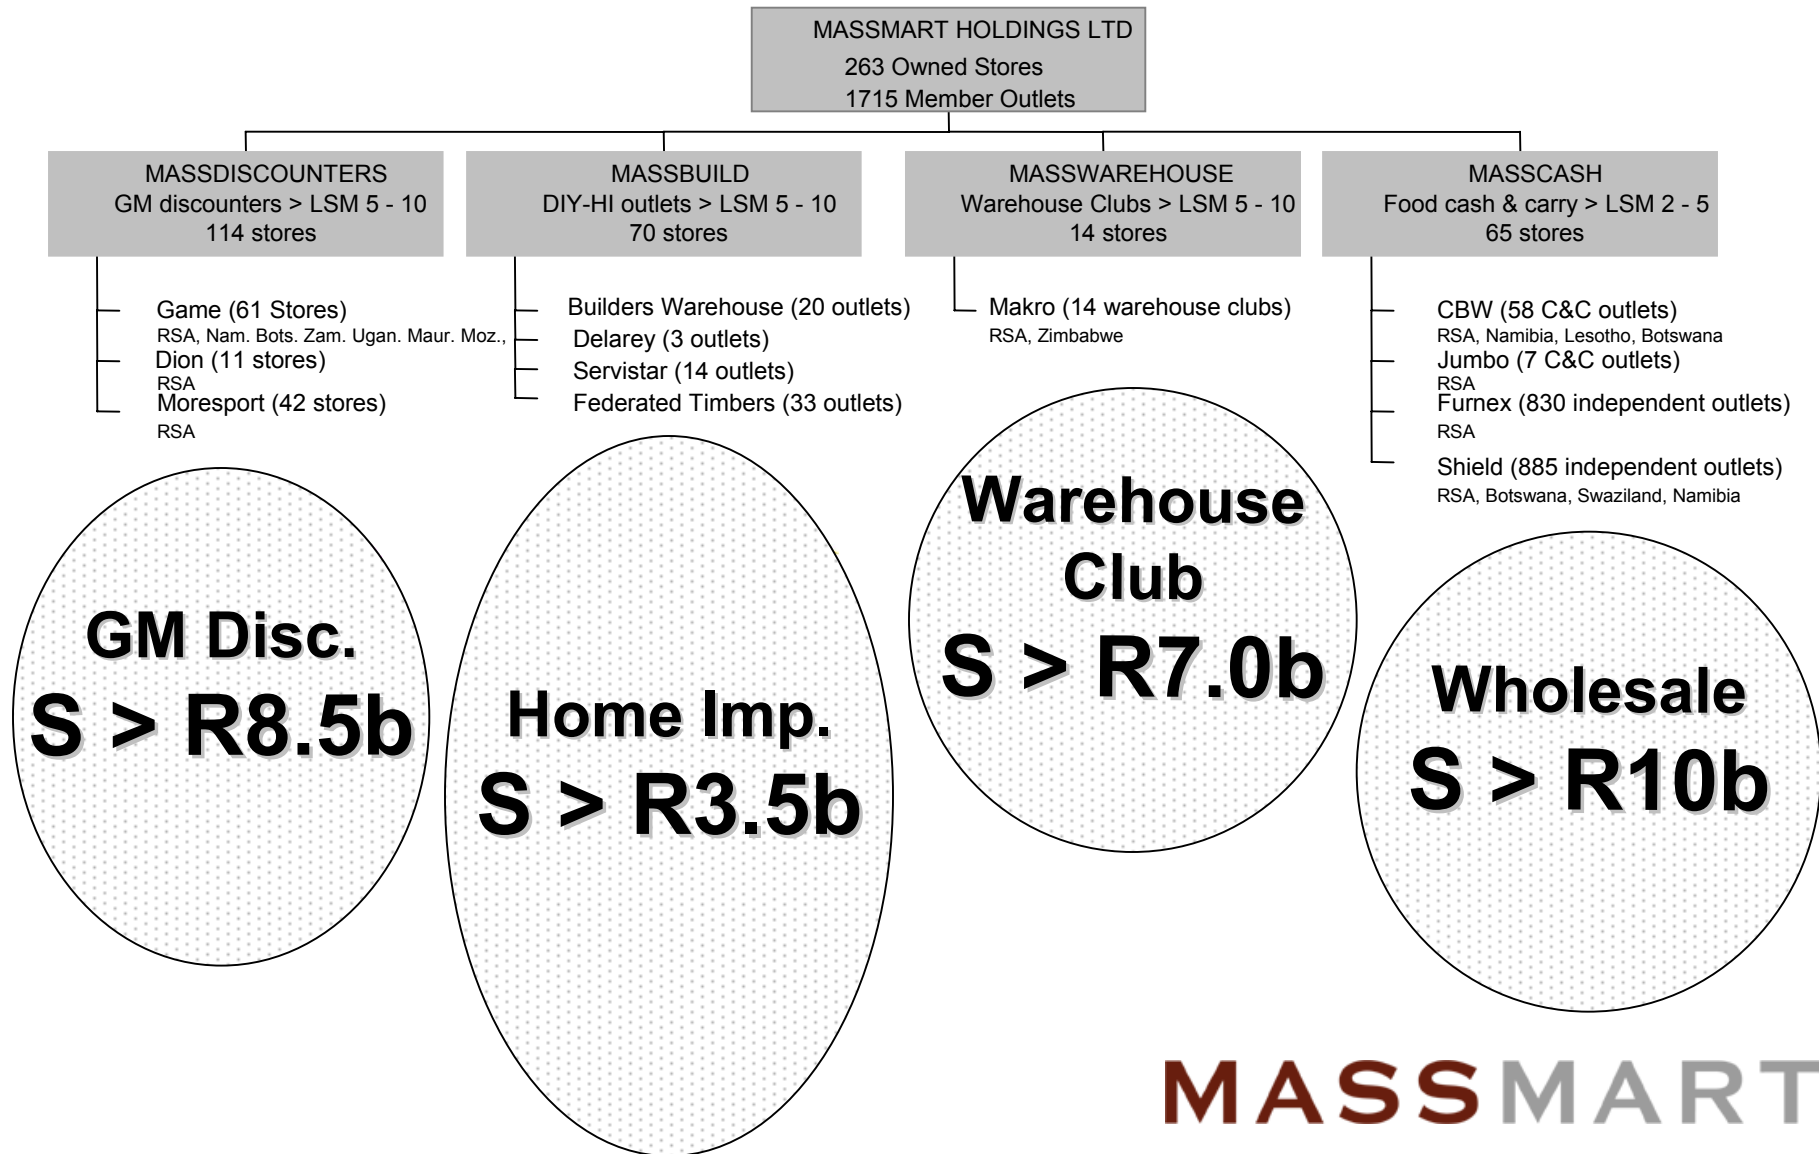 MASSMART HOLDINGS LTD
263 Owned Stores
1715 Member Outlets
MASSDISCOUNTERS
GM discounters > LSM 5 - 10
114 stores
MASSBUILD
DIY-HI outlets > LSM 5 - 10
70 stores
MASSWAREHOUSE
Warehouse Clubs > LSM 5 - 10
14 stores
MASSCASH
Food cash & carry > LSM 2 - 5
65 stores
Game (61 Stores)
RSA, Nam. Bots. Zam. Ugan. Maur. Moz.,
Dion (11 stores)
RSA
Moresport (42 stores)
RSA
Builders Warehouse (20 outlets)
Delarey (3 outlets)
Servistar (14 outlets)
Federated Timbers (33 outlets)
Makro (14 warehouse clubs)
RSA, Zimbabwe
CBW (58 C&C outlets)
RSA, Namibia, Lesotho, Botswana
Jumbo (7 C&C outlets)
RSA
Furnex (830 independent outlets)
RSA
Shield (885 independent outlets)
RSA, Botswana, Swaziland, Namibia
GM Disc.
S > R8.5b
Home Imp.
S > R3.5b
Warehouse
Club
S > R7.0b
Wholesale
S > R10b
MASSMART